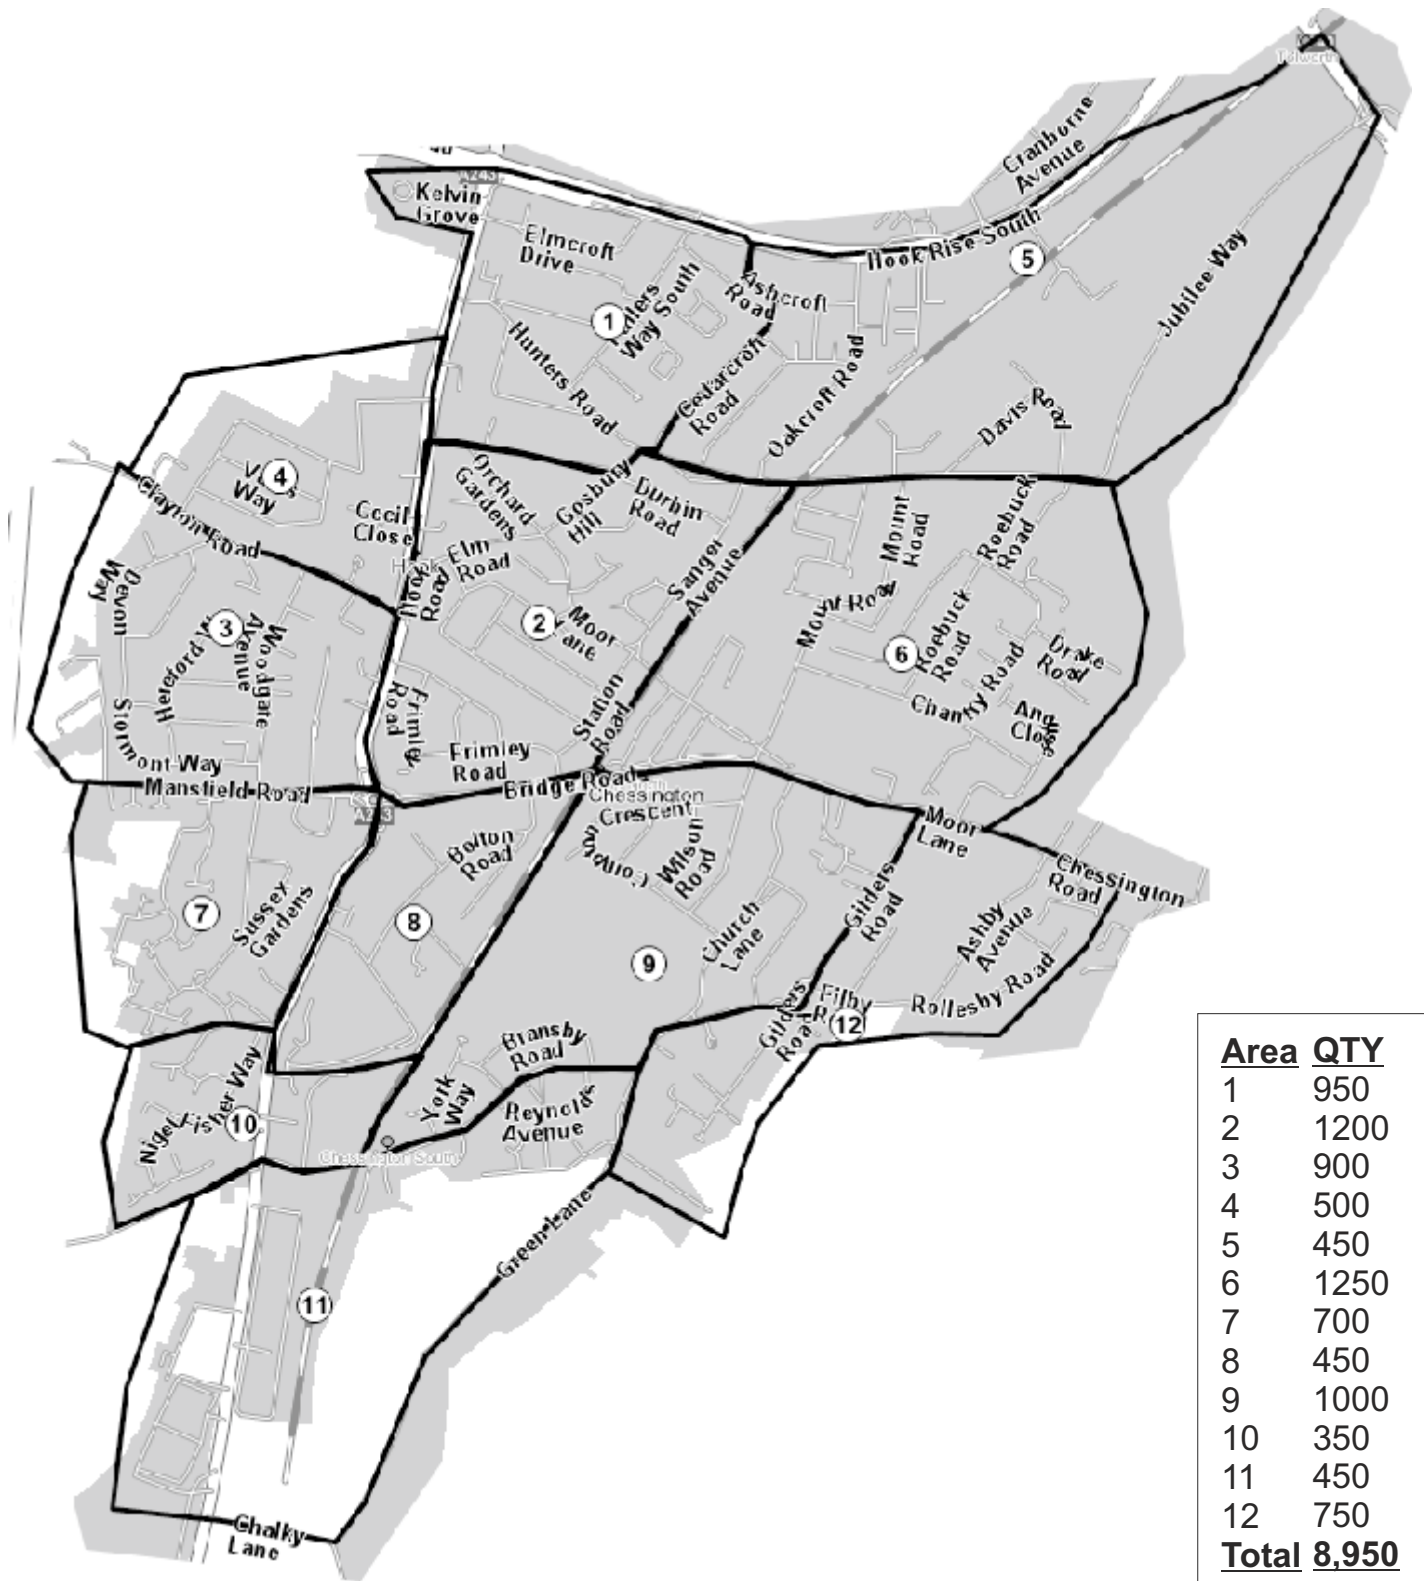 Tolworth
Cranborne
Avenue
A243
Kelvin
Grove
Elmcroft
Drive
Hook Rise South
5
Ashcroft
Road
Jubilee Way
1
Way South
Hunters Road
Cedarcroft
Road
Oakcroft Road
Davis Road
4
Way
Clayton Road
Cecil
Close
Orchard
Gardens
Gosbury
Hill
Durbin
Road
Mount
Road
Roebuck
Road
Elm
Road
Hook
Road
Sanger
Avenue
Devon
Way
3
Hereford
Avenue
Woodgate
2
Moor
Lane
Mount Road
6
Roebuck
Road
Drake
Road
Chantry Road
Close
Stormont Way
Frimley
Road
Frimley
Road
Station
Road
Mansfield Road
Bridge Road
Chessington
Crescent
A243
Bolton
Road
Wilson
Road
Moor
Lane
Chessington
Road
7
Sussex
Gardens
8
Church
Lane
Gilders
Road
Ashby
Avenue
9
Rollesby Road
Filby
12
Gilders
Road
Bransby
Road
York
Way
Reynolds
Avenue
Nigel Fisher Way
10
Chessington South
Green Lane
11
Chalky
Lane
Area QTY
1 950
2 1200
3 900
4 500
5 450
6 1250
7 700
8 450
9 1000
10 350
11 450
12 750
Total 8,950